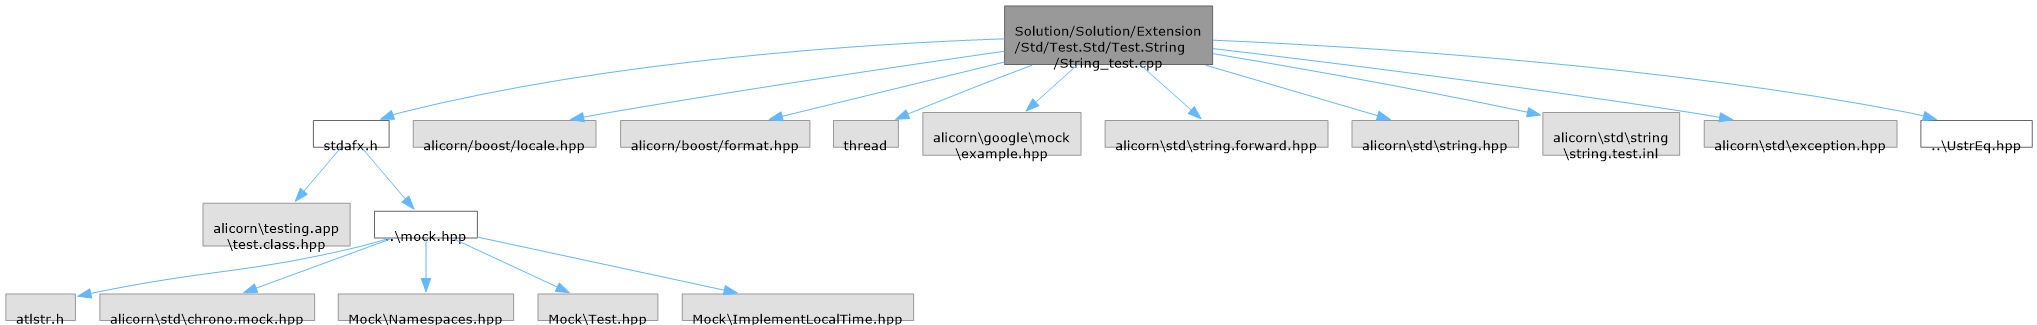 Solution/Solution/Extension
/Std/Test.Std/Test.String
/String_test.cpp
stdafx.h
alicorn/boost/locale.hpp
alicorn/boost/format.hpp
thread
alicorn\google\mock
\example.hpp
alicorn\std\string.forward.hpp
alicorn\std\string.hpp
alicorn\std\string
\string.test.inl
alicorn\std\exception.hpp
..\UstrEq.hpp
alicorn\testing.app
\test.class.hpp
..\mock.hpp
atlstr.h
alicorn\std\chrono.mock.hpp
Mock\Namespaces.hpp
Mock\Test.hpp
Mock\ImplementLocalTime.hpp